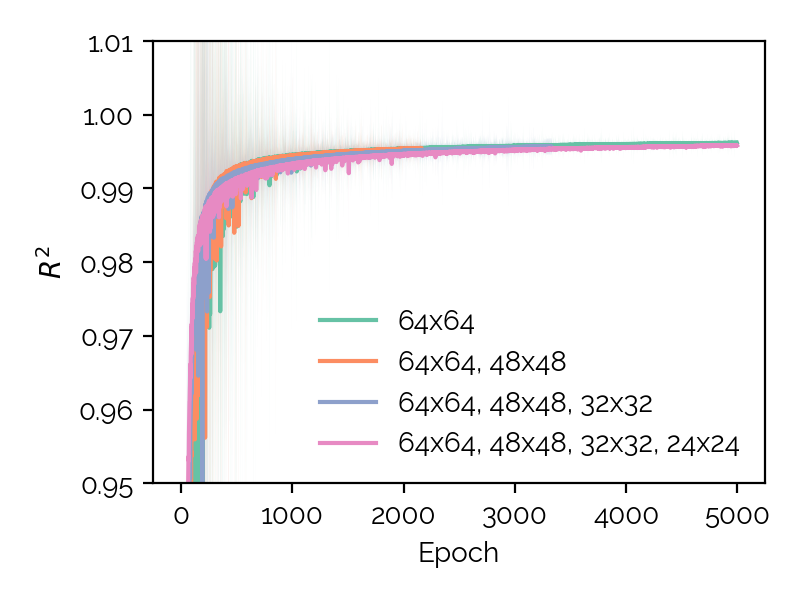 1.01
1.00
0.99
0.98
0.97
0.96
0.95
R²
0 1000 2000 3000 4000 5000
Epoch
64x64
64x64, 48x48
64x64, 48x48, 32x32
64x64, 48x48, 32x32, 24x24